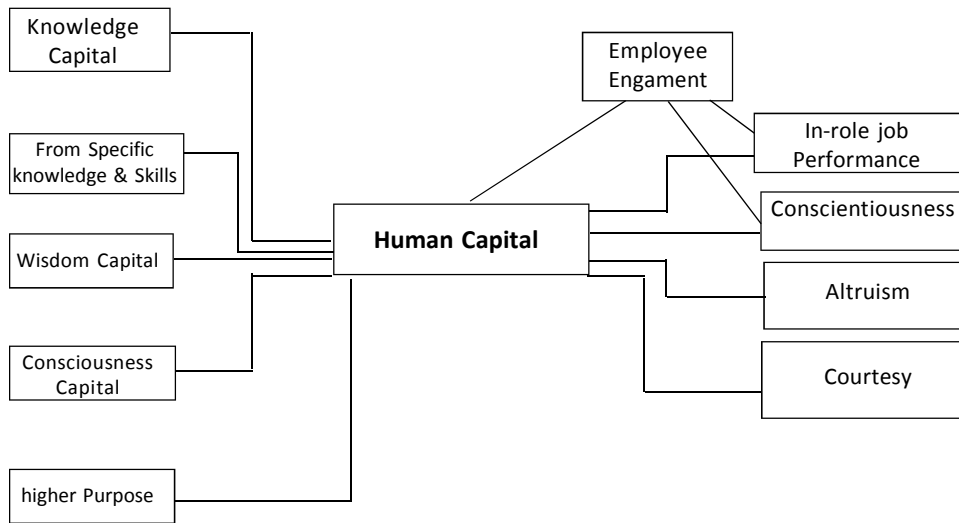 Knowledge
Capital
From Specific
knowledge & Skills
Wisdom Capital
Consciousness
Capital
higher Purpose
Human Capital
Employee
Engament
In-role job
Performance
Conscientiousness
Altruism
Courtesy